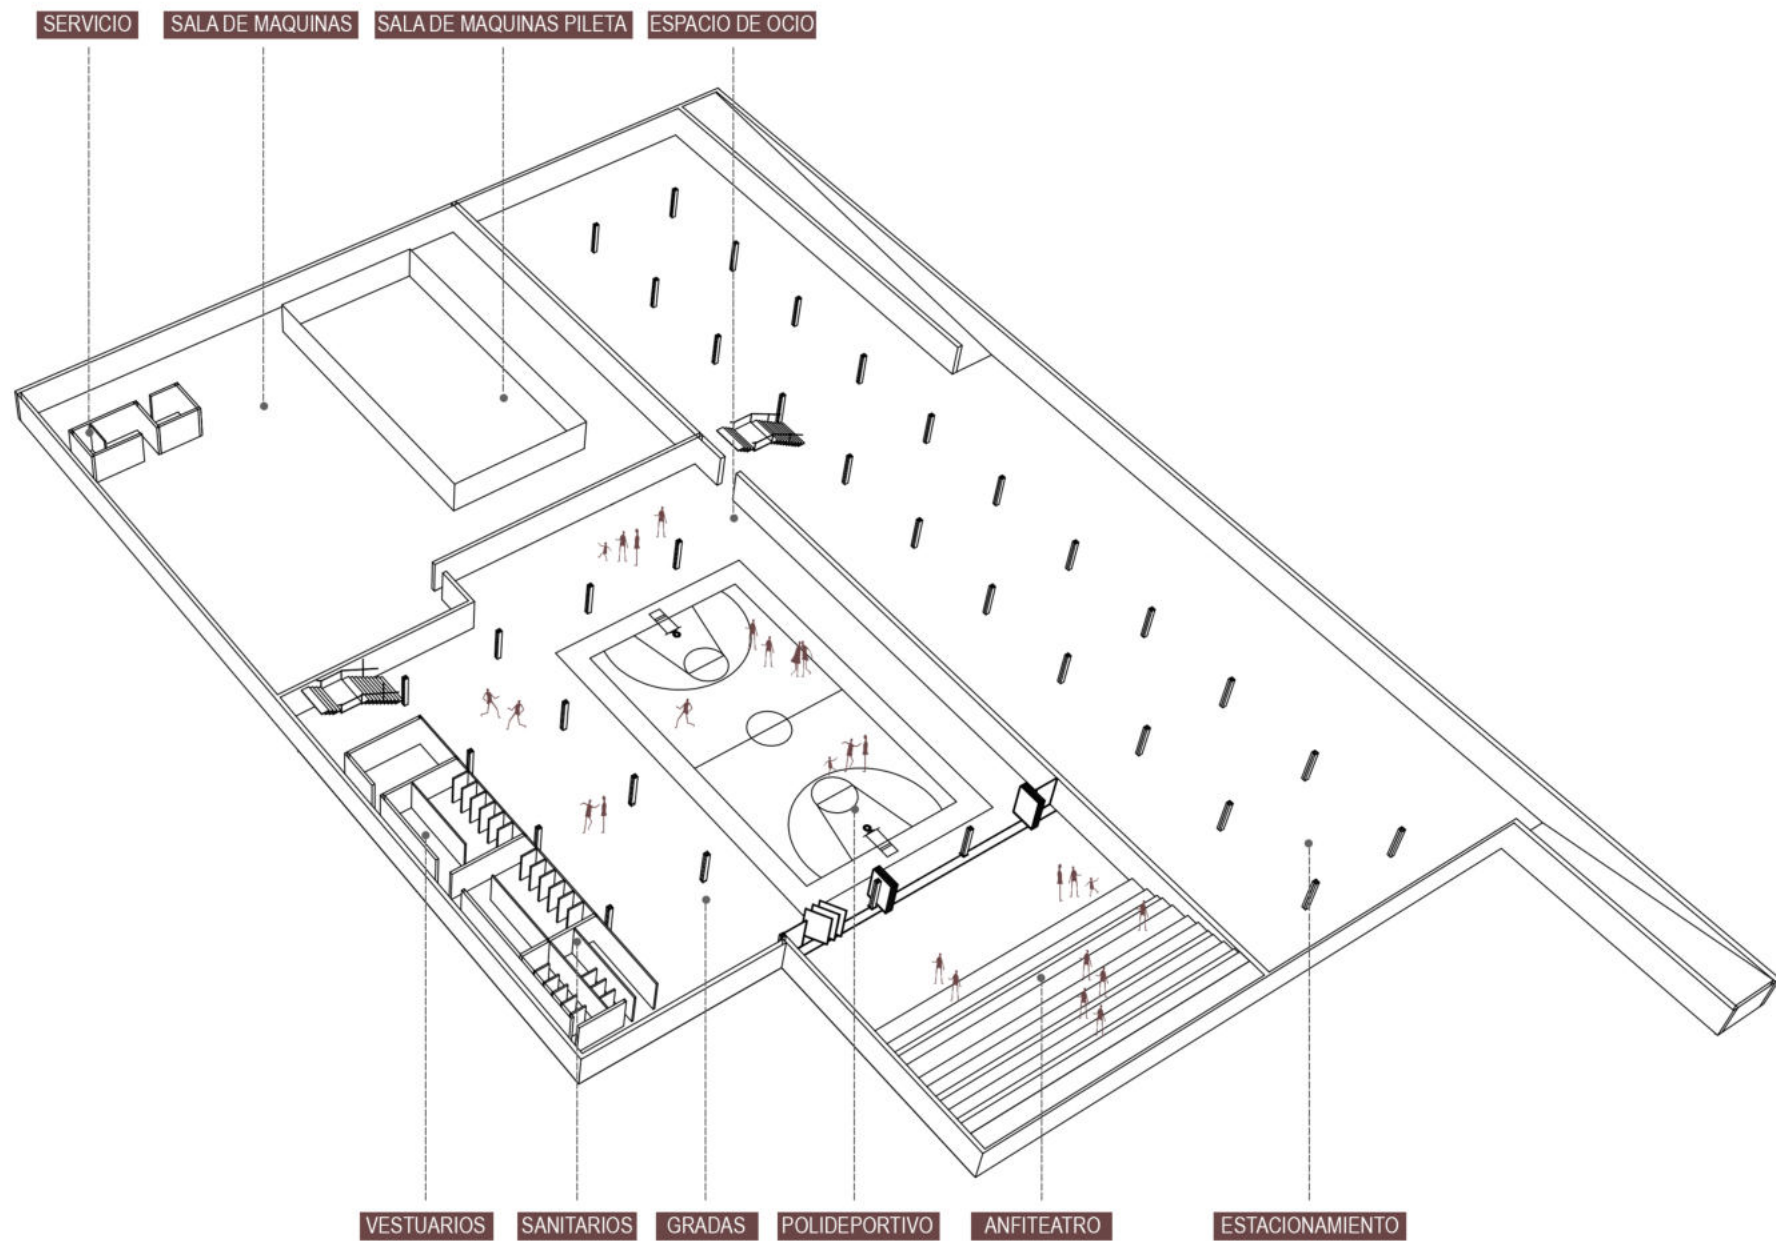 SERVICIO
SALA DE MAQUINAS
SALA DE MAQUINAS PILETA
ESPACIO DE OCIO
VESTUARIOS
SANITARIOS
GRADAS
POLIDEPORTIVO
ANFITEATRO
ESTACIONAMIENTO